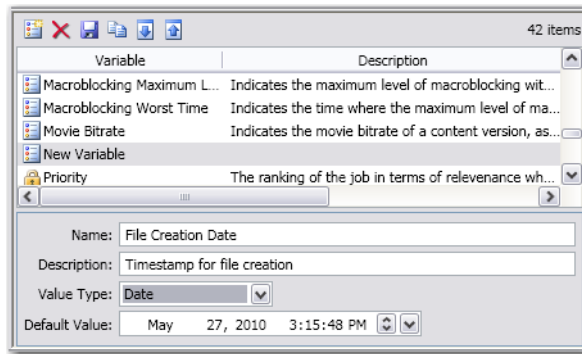 42 items
Variable Description
Macroblocking Maximum L... Indicates the maximum level of macroblocking wit...
Macroblocking Worst Time Indicates the time where the maximum level of ma...
Movie Bitrate Indicates the movie bitrate of a content version, as...
New Variable
Priority The ranking of the job in terms of relevenance wh...
Name: File Creation Date
Description: Timestamp for file creation
Value Type: Date
Default Value: May 27, 2010 3:15:48 PM